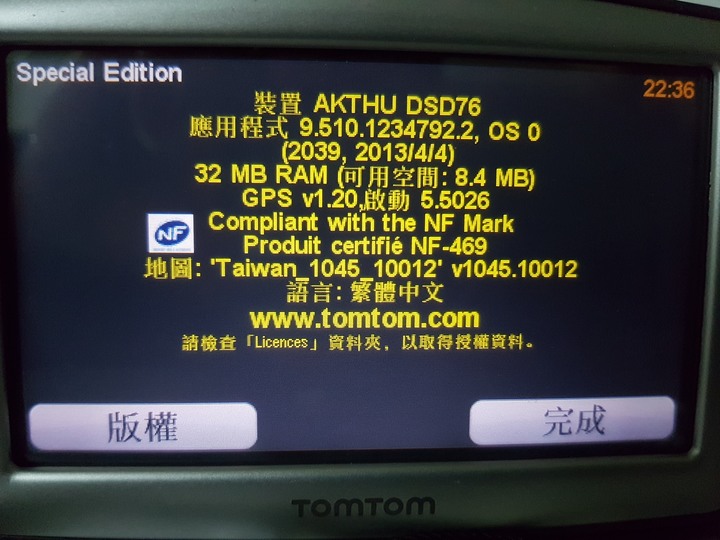 Special Edition
22:36
裝置 AKTHU DSD76
應用程式 9.510.1234792.2, OS 0
(2039, 2013/4/4)
32 MB RAM (可用空間: 8.4 MB)
GPS v1.20,啟動 5.5026
NF Compliant with the NF Mark
Produit certifié NF-469
地圖: 'Taiwan_1045_10012' v1045.10012
語言: 繁體中文
www.tomtom.com
請檢查「Licences」資料夾，以取得授權資料。
版權
完成
TOMTOM